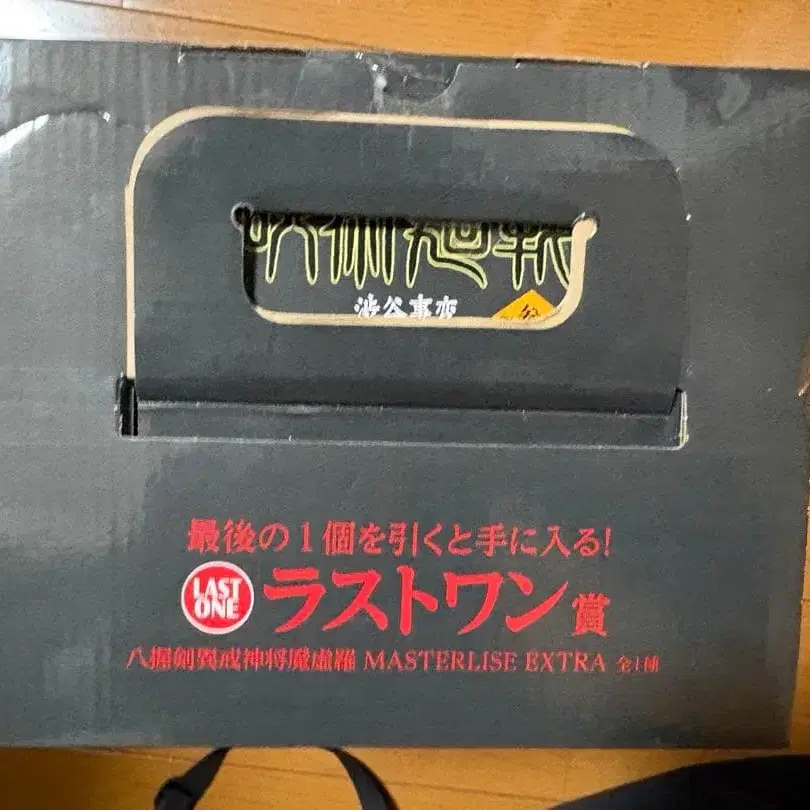 呪術廻戦
渋谷事変
最後の1個を引くと手に入る!
LAST
ONE
ラストワン賞
八握剣異戒神将魔虚羅 MASTERLISE EXTRA 全1種